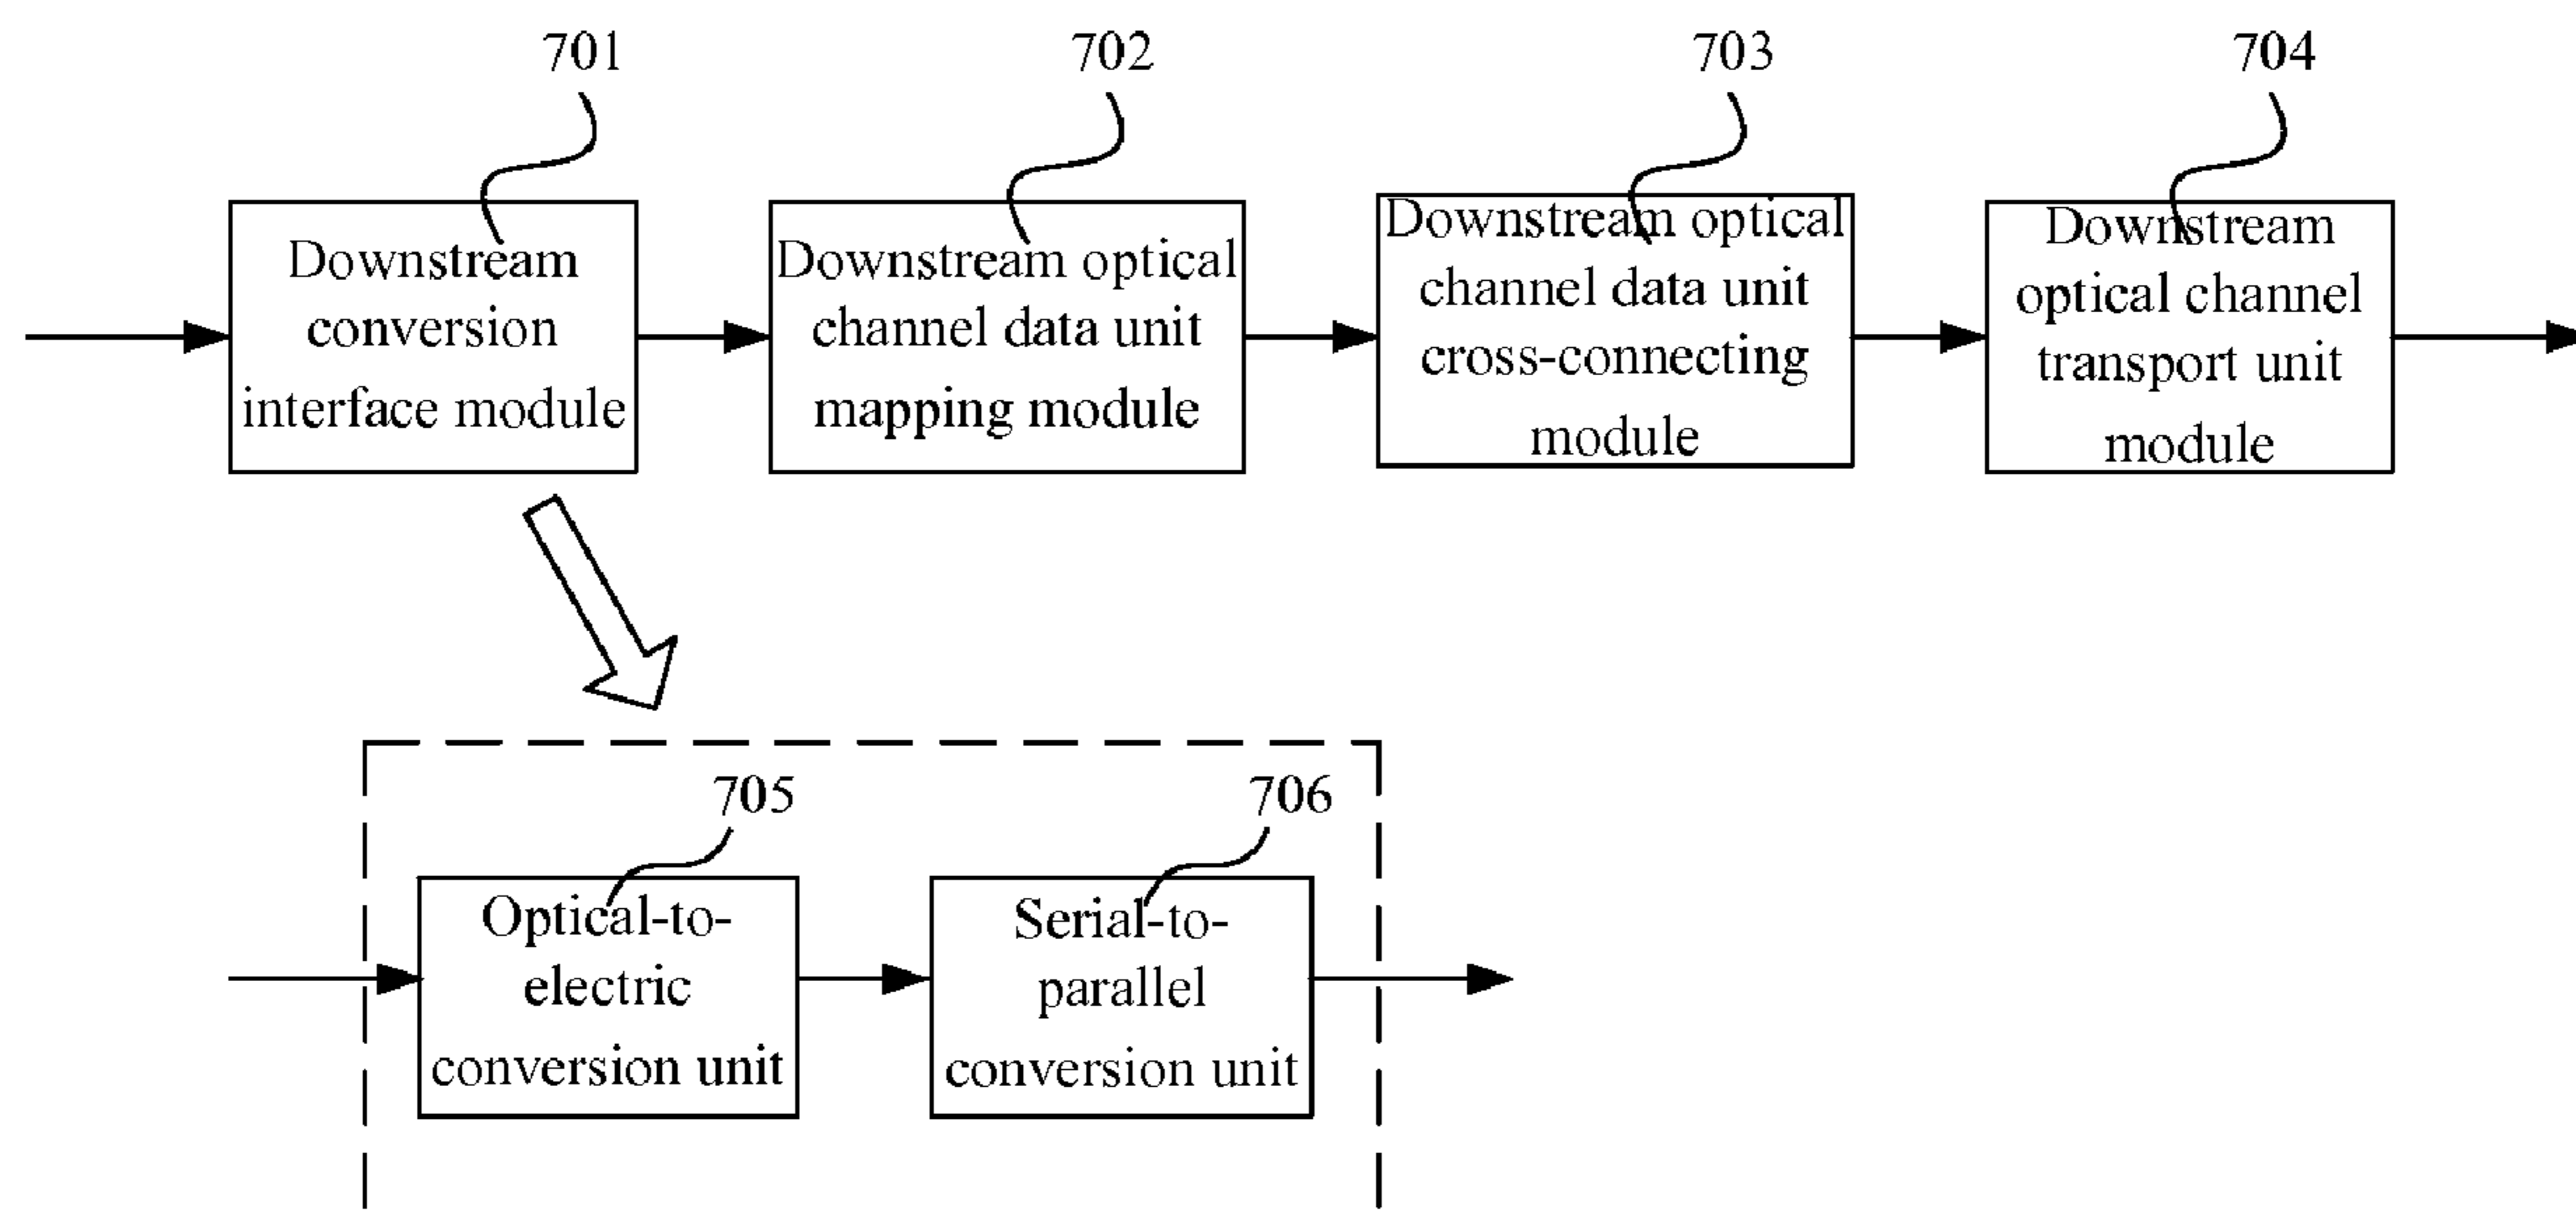 701
702
703
704
Downstream
conversion
interface module
Downstream optical
channel data unit
mapping module
Downstream optical
channel data unit
cross-connecting
module
Downstream
optical channel
transport unit
module
705
706
Optical-to-
electric
conversion unit
Serial-to-
parallel
conversion unit